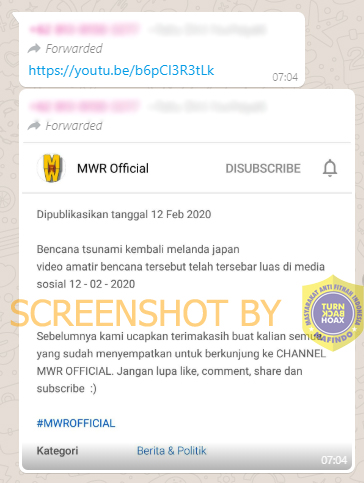 Forwarded
https://youtu.be/b6pCI3R3tLk
07:04
Forwarded
MWR Official
DISUBSCRIBE
Dipublikasikan tanggal 12 Feb 2020
Bencana tsunami kembali melanda japan
video amatir bencana tersebut telah tersebar luas di media
sosial 12 - 02 - 2020
SCREENSHOT BY
MASYARAKAT ANTI FITNAH INDONESIA
TURN
BACK
HOAX
MAFINDO
Sebelumnya kami ucapkan terimakasih buat kalian semua
yang sudah menyempatkan untuk berkunjung ke CHANNEL
MWR OFFICIAL. Jangan lupa like, comment, share dan
subscribe :)
#MWROFFICIAL
Kategori
Berita & Politik
07:04